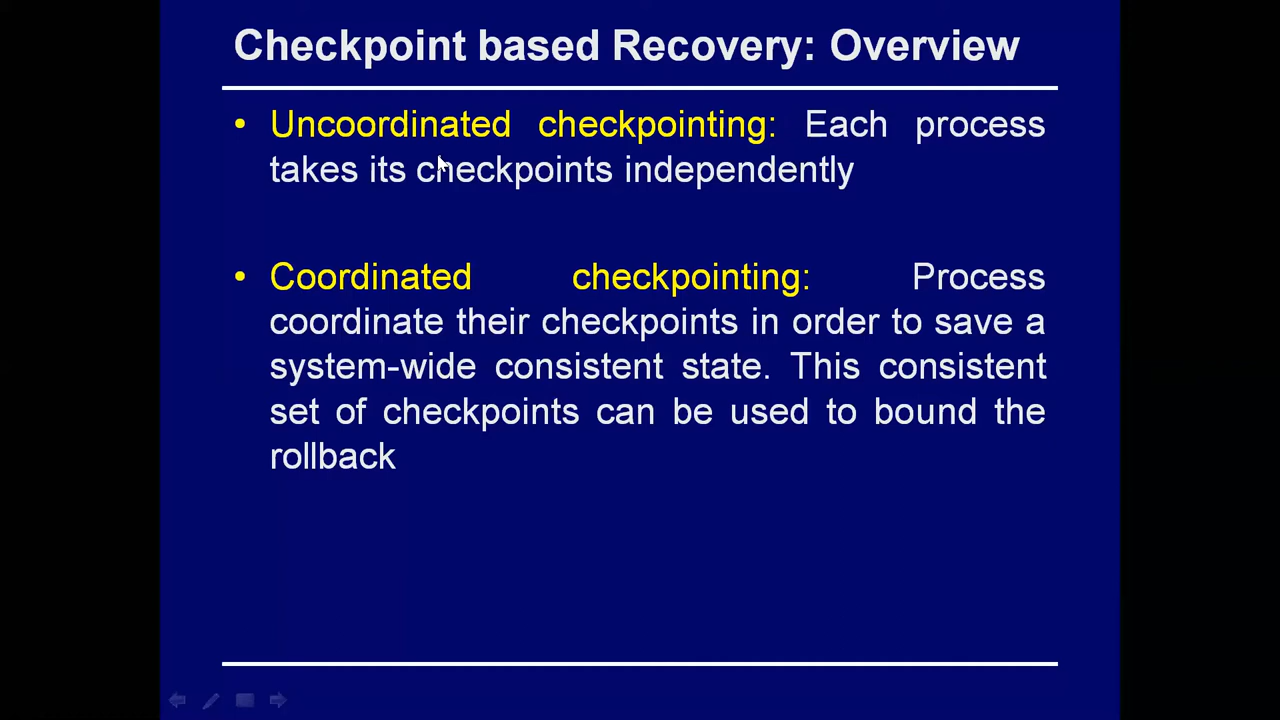 Checkpoint based Recovery: Overview
• Uncoordinated checkpointing: Each process
takes its checkpoints independently
• Coordinated checkpointing: Process
coordinate their checkpoints in order to save a
system-wide consistent state. This consistent
set of checkpoints can be used to bound the
rollback